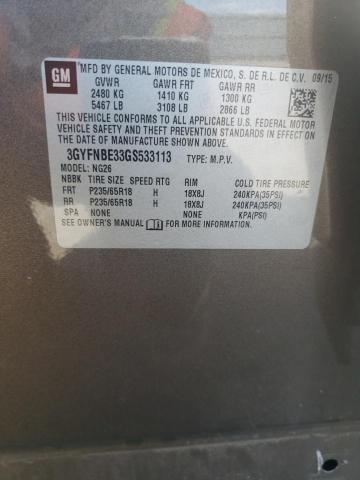 GM
MFD BY GENERAL MOTORS DE MEXICO, S. DE R.L. DE C.V. 09/15
GVWR GAWR FRT GAWR RR
2480 KG 1410 KG 1300 KG
5467 LB 3108 LB 2866 LB
THIS VEHICLE CONFORMS TO ALL APPLICABLE U.S. FEDERAL MOTOR
VEHICLE SAFETY, BUMPER, AND THEFT PREVENTION STANDARDS IN EFFECT
ON THE DATE OF MANUFACTURE SHOWN ABOVE.
3GYFNBE33GS533113 TYPE: M.P.V.
MODEL: NG26
NBBK TIRE SIZE SPEED RTG RIM COLD TIRE PRESSURE
FRT P235/65R18 H 18X8J 240KPA(35PSI)
RR P235/65R18 H 18X8J 240KPA(35PSI)
SPA NONE NONE KPA(PSI)
SEE OWNER'S MANUAL FOR MORE INFORMATION.